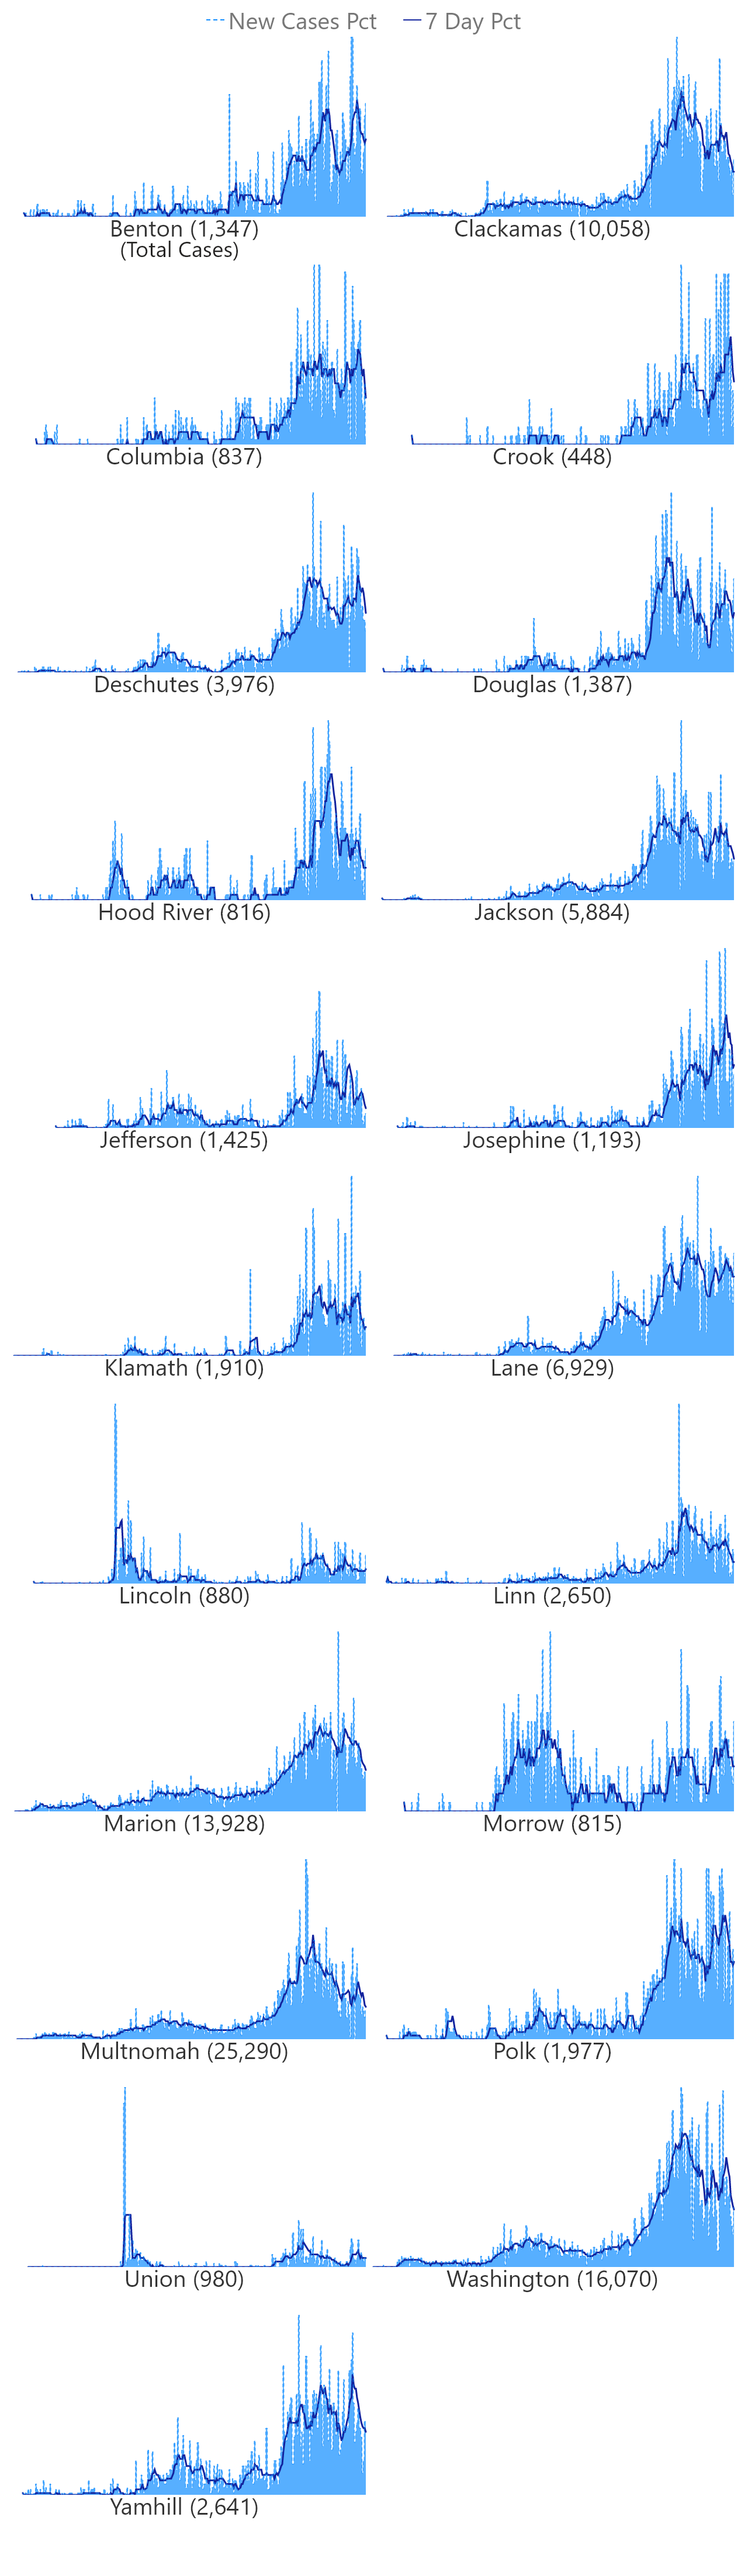 New Cases Pct 7 Day Pct
Benton (1,347) Clackamas (10,058)
(Total Cases)
Columbia (837) Crook (448)
Deschutes (3,976) Douglas (1,387)
Hood River (816) Jackson (5,884)
Jefferson (1,425) Josephine (1,193)
Klamath (1,910) Lane (6,929)
Lincoln (880) Linn (2,650)
Marion (13,928) Morrow (815)
Multnomah (25,290) Polk (1,977)
Union (980) Washington (16,070)
Yamhill (2,641)